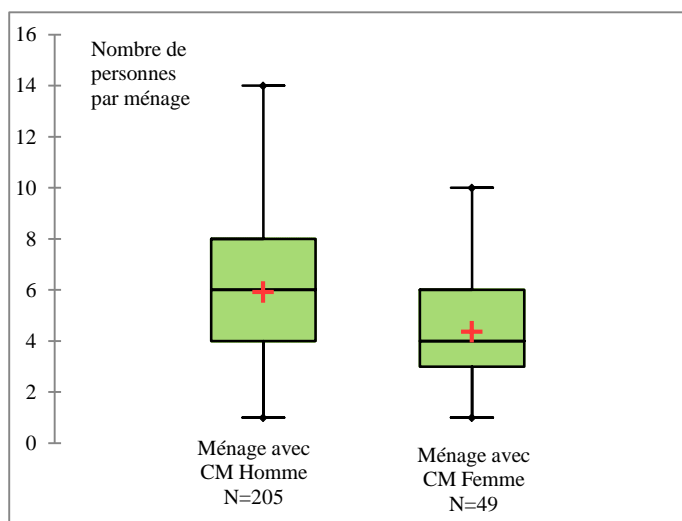 Nombre de
personnes
par ménage
16
14
12
10
8
6
4
2
0
Ménage avec
CM Homme
N=205
Ménage avec
CM Femme
N=49